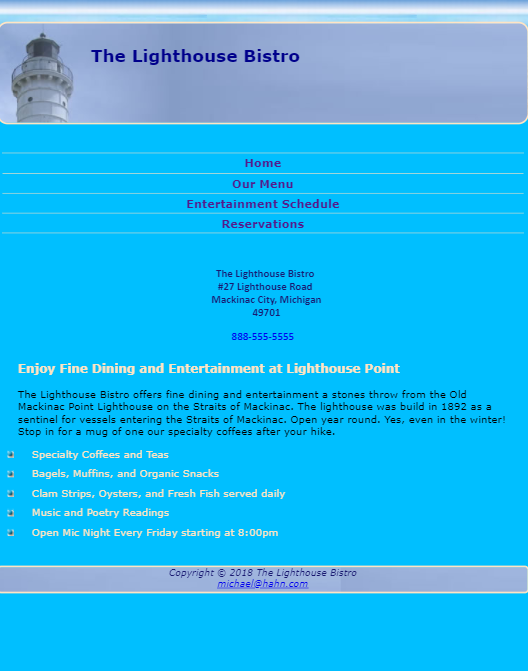 The Lighthouse Bistro
Home
Our Menu
Entertainment Schedule
Reservations
The Lighthouse Bistro
#27 Lighthouse Road
Mackinac City, Michigan
49701
888-555-5555
Enjoy Fine Dining and Entertainment at Lighthouse Point
The Lighthouse Bistro offers fine dining and entertainment a stones throw from the Old
Mackinac Point Lighthouse on the Straits of Mackinac. The lighthouse was build in 1892 as a
sentinel for vessels entering the Straits of Mackinac. Open year round. Yes, even in the winter!
Stop in for a mug of one our specialty coffees after your hike.
Specialty Coffees and Teas
Bagels, Muffins, and Organic Snacks
Clam Strips, Oysters, and Fresh Fish served daily
Music and Poetry Readings
Open Mic Night Every Friday starting at 8:00pm
Copyright © 2018 The Lighthouse Bistro
michael@hahn.com